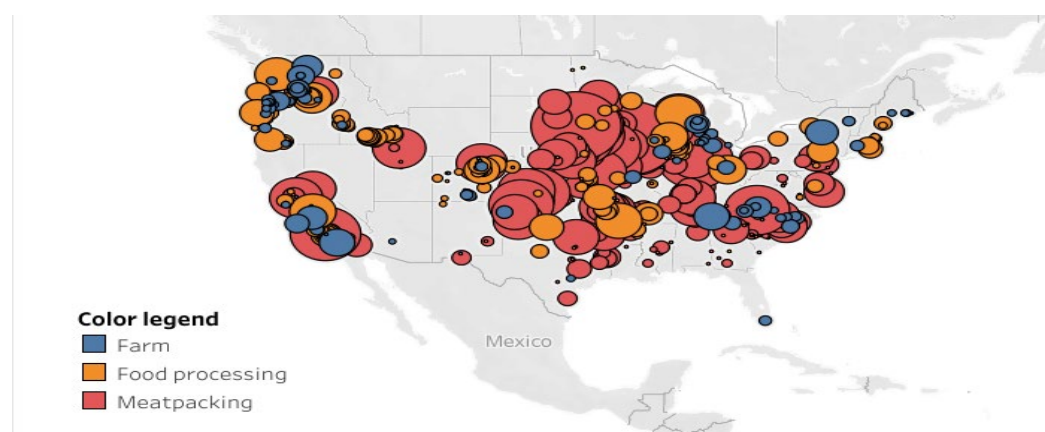 Mexico
Color legend
Farm
Food processing
Meatpacking